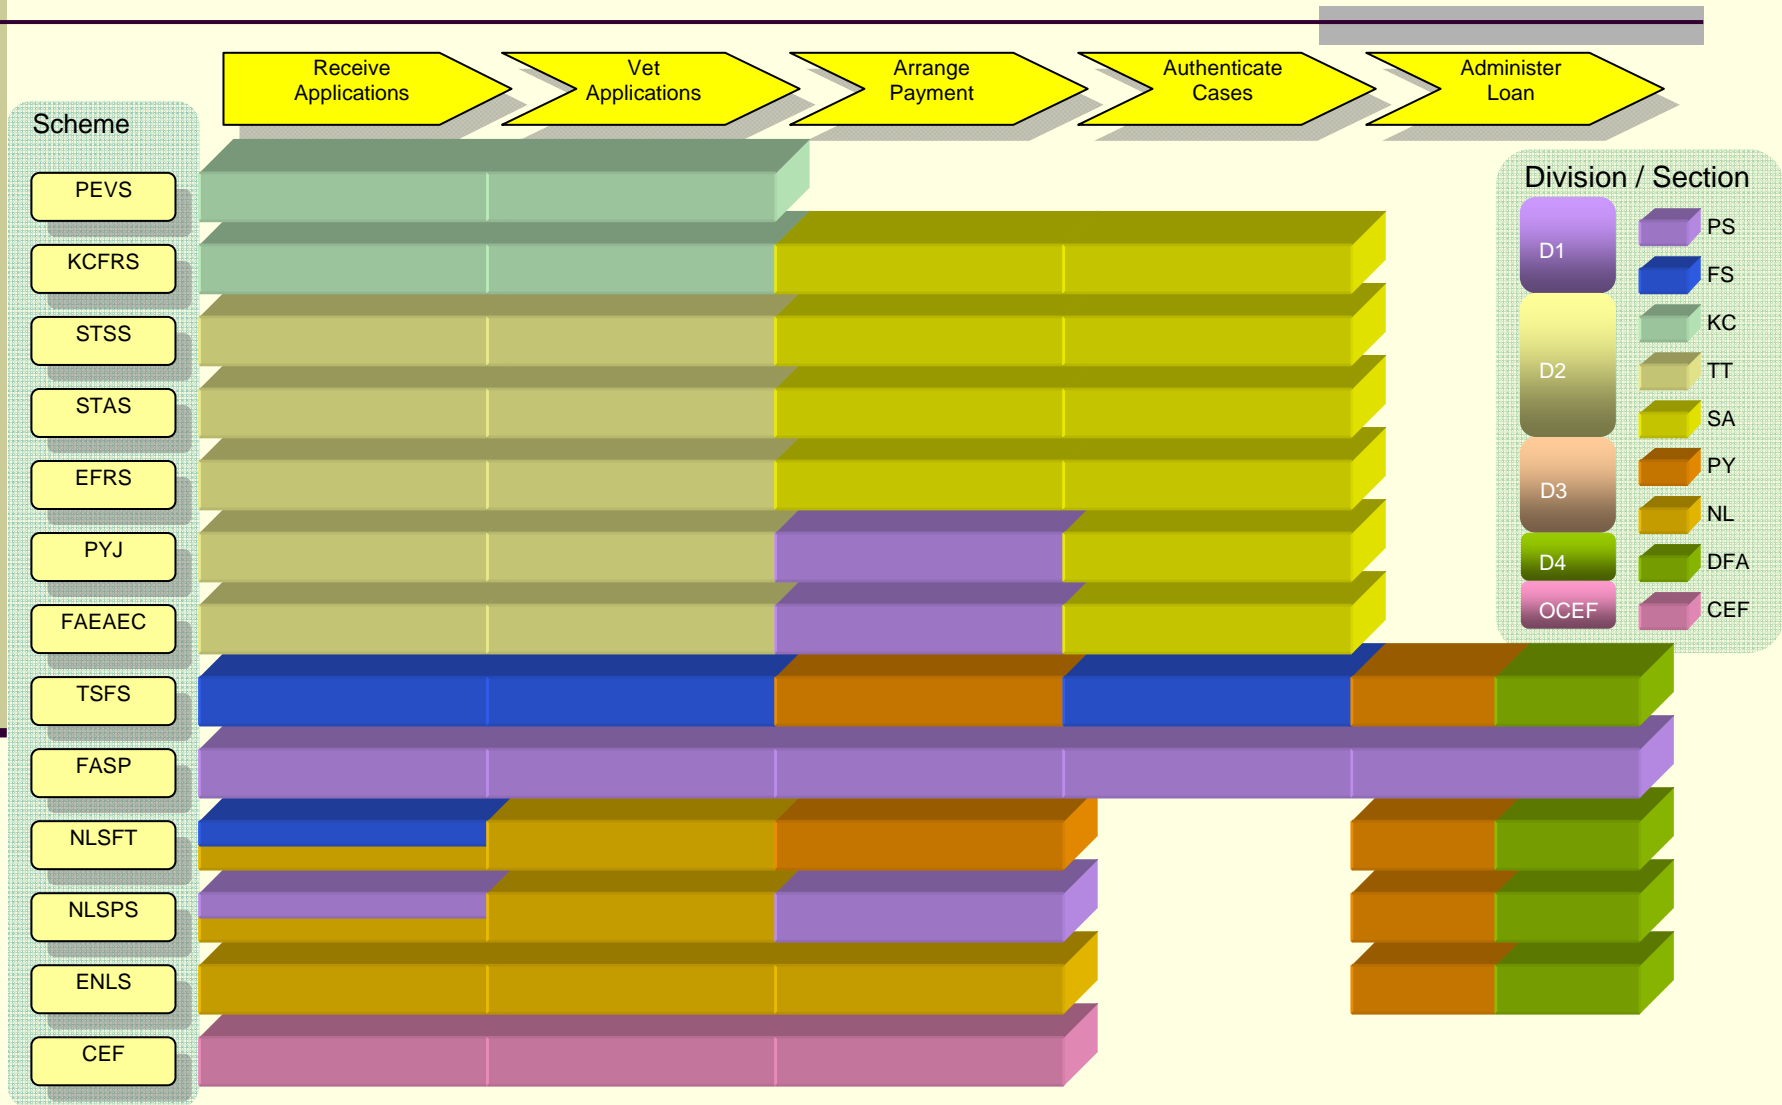 Receive
Applications
Vet
Applications
Arrange
Payment
Authenticate
Cases
Administer
Loan
Scheme
PEVS
KCFRS
STSS
STAS
EFRS
PYJ
FAEAEC
TSFS
FASP
NLSFT
NLSPS
ENLS
CEF
Division / Section
D1
D2
D3
D4
OCEF
PS
FS
KC
TT
SA
PY
NL
DFA
CEF